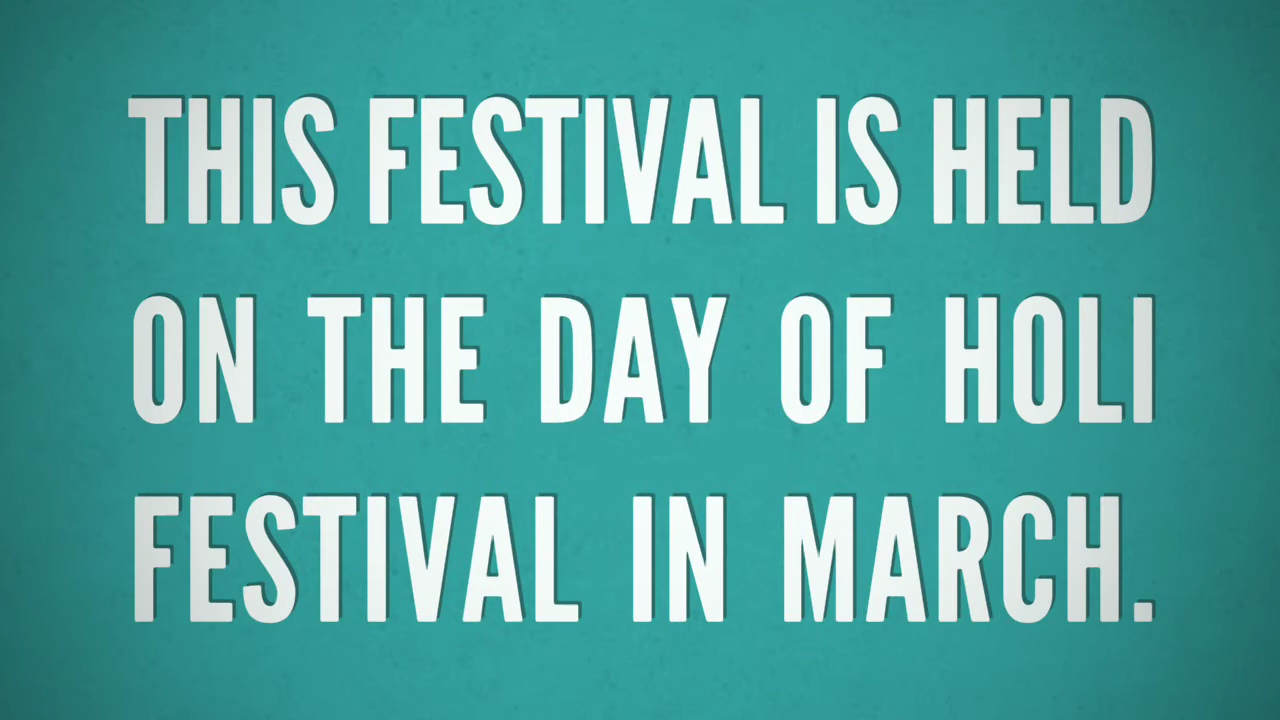 THIS FESTIVAL IS HELD
ON THE DAY OF HOLI
FESTIVAL IN MARCH.